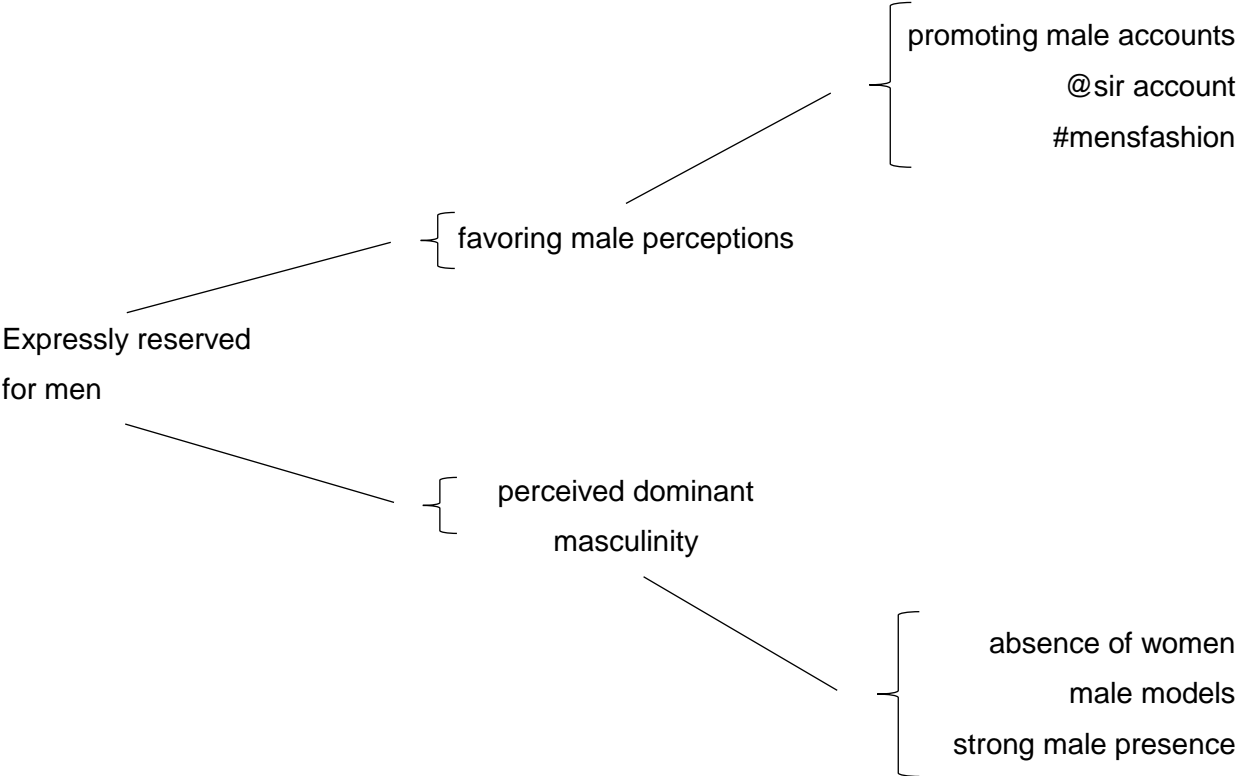 promoting male accounts
@sir account
#mensfashion
favoring male perceptions
Expressly reserved
for men
perceived dominant
masculinity
absence of women
male models
strong male presence